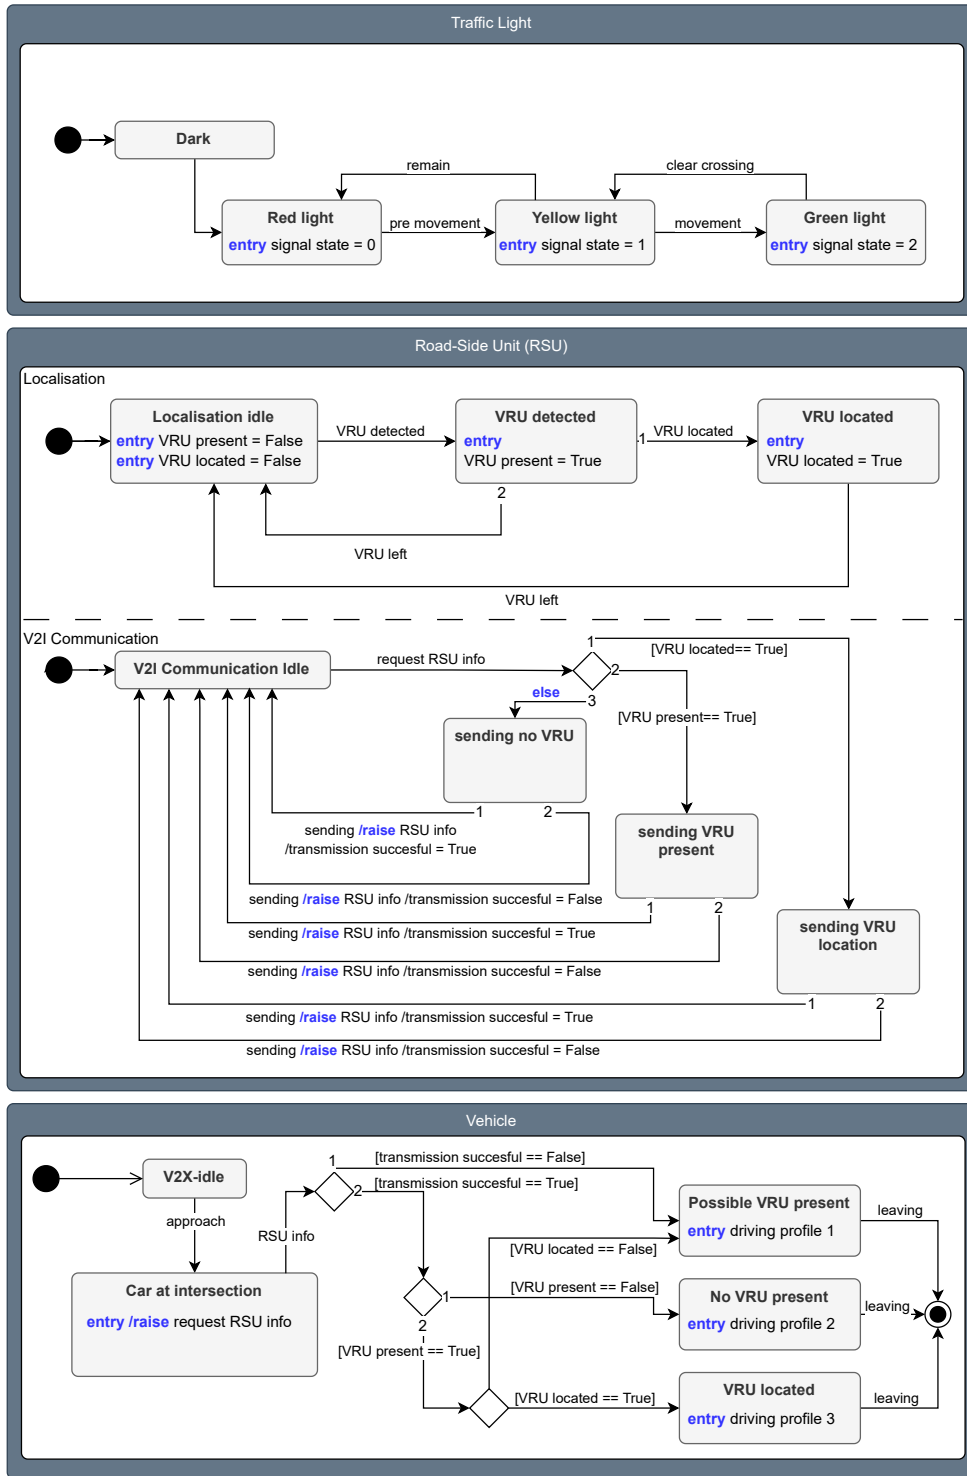 Traffic Light
Dark
remain
clear crossing
Red light
entry signal state = 0
pre movement
Yellow light
entry signal state = 1
movement
Green light
entry signal state = 2
Road-Side Unit (RSU)
Localisation
Localisation idle
entry VRU present = False
entry VRU located = False
VRU detected
VRU detected
entry
VRU present = True
1
VRU located
VRU located
entry
VRU located = True
2
VRU left
VRU left
V2I Communication
V2I Communication Idle
request RSU info
1
[VRU located== True]
2
else
3
[VRU present== True]
sending no VRU
1
2
sending /raise RSU info
/transmission succesful = True
sending VRU
present
sending /raise RSU info /transmission succesful = False
1
2
sending /raise RSU info /transmission succesful = True
sending VRU
location
sending /raise RSU info /transmission succesful = False
1
2
sending /raise RSU info /transmission succesful = True
sending /raise RSU info /transmission succesful = False
Vehicle
V2X-idle
1
[transmission succesful == False]
2
[transmission succesful == True]
approach
RSU info
Possible VRU present
entry driving profile 1
leaving
[VRU located == False]
Car at intersection
entry /raise request RSU info
[VRU present == False]
1
2
No VRU present
entry driving profile 2
leaving
[VRU present == True]
[VRU located == True]
VRU located
entry driving profile 3
leaving